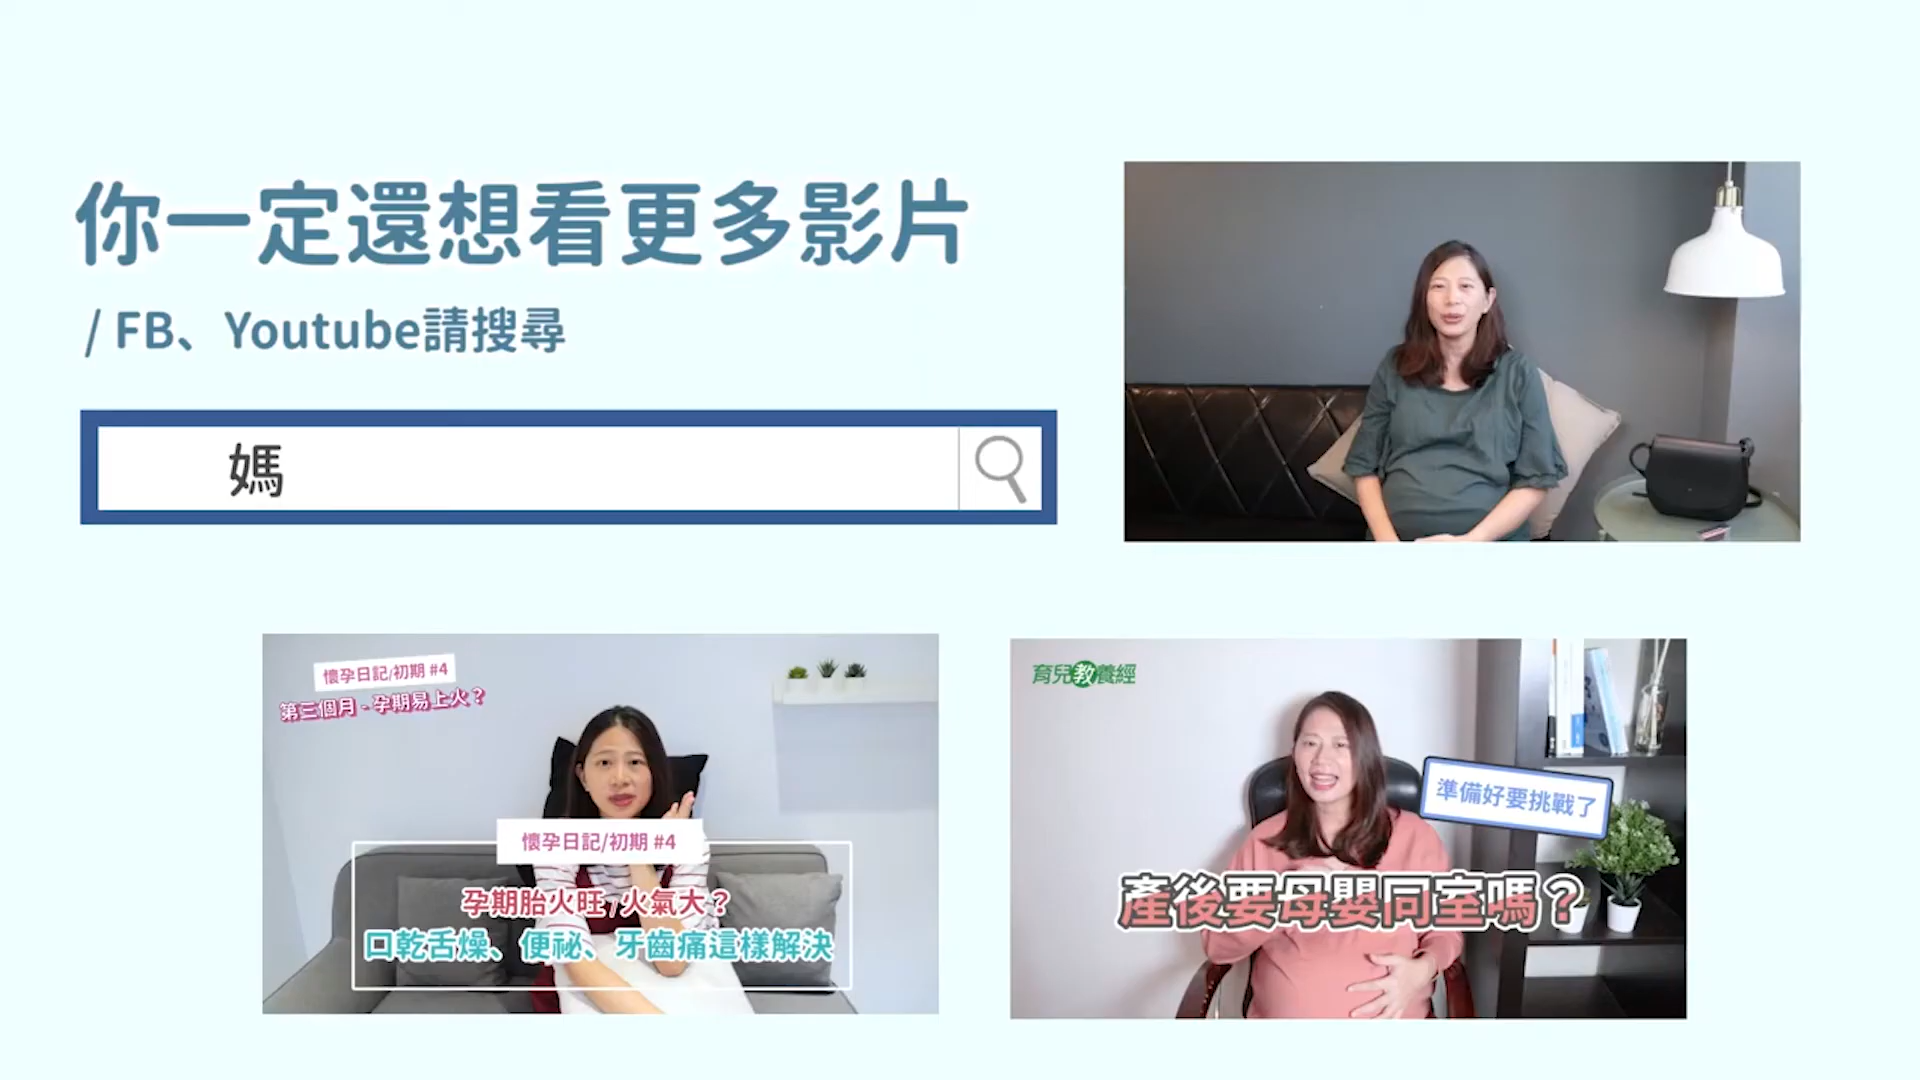 你一定還想看更多影片
/ FB、Youtube請搜尋
媽
懷孕日記/初期 #4
第三個月 - 孕期易上火？
懷孕日記/初期 #4
孕期胎火旺，火氣大？
口乾舌燥、便祕、牙齒痛這樣解決
育兒教養經
準備好要挑戰了
產後要母嬰同室嗎？